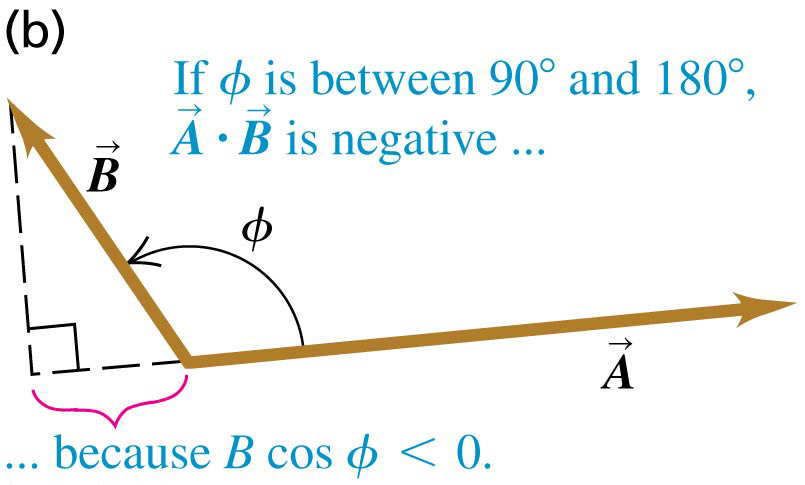 (b)
If ϕ is between 90° and 180°,
A⃗ · B⃗ is negative ...
B⃗
ϕ
A⃗
... because B cos ϕ < 0.